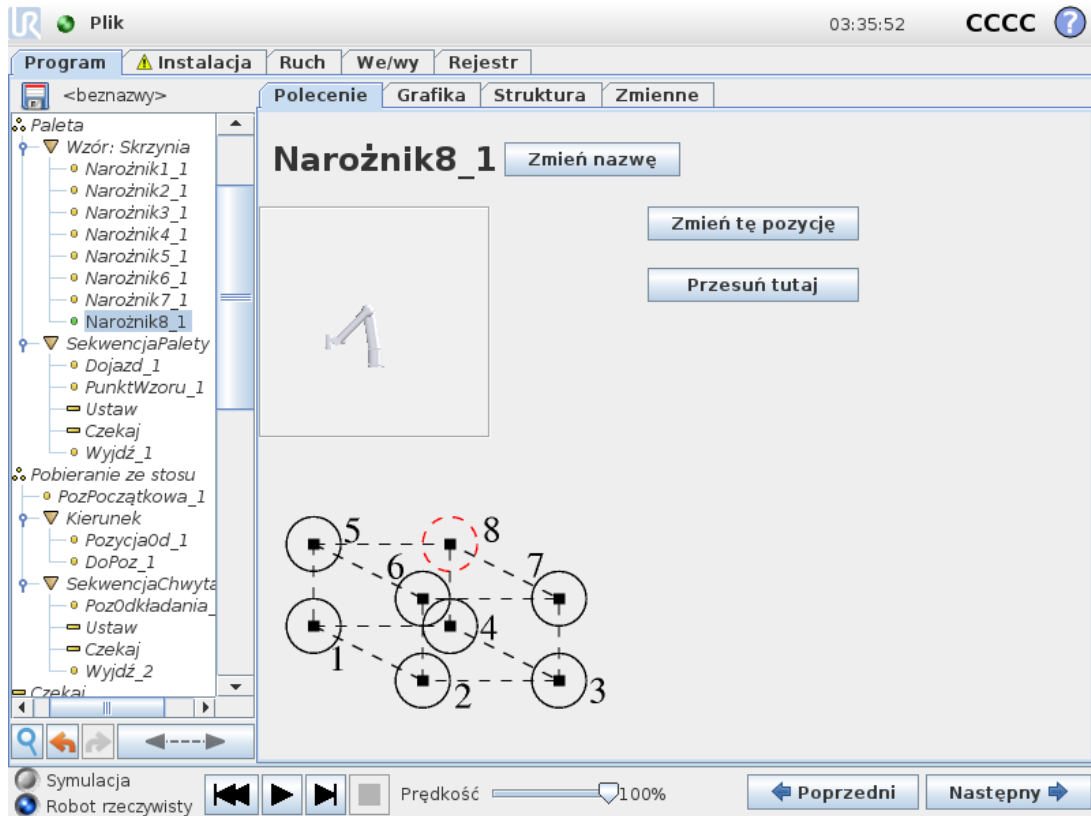 UR Plik 03:35:52 CCCC ?
Program Instalacja Ruch We/wy Rejestr
<beznazwy> Polecenie Grafika Struktura Zmienne
Paleta
Wzór: Skrzynia
Narożnik1_1
Narożnik2_1
Narożnik3_1
Narożnik4_1
Narożnik5_1
Narożnik6_1
Narożnik7_1
Narożnik8_1
SekwencjaPalety
Dojazd_1
PunktWzoru_1
Ustaw
Czekaj
Wyjdź_1
Pobieranie ze stosu
PozPoczątkowa_1
Kierunek
PozycjaOd_1
DoPoz_1
SekwencjaChwyta
PozOdkładania_
Ustaw
Czekaj
Wyjdź_2
Czekaj
Narożnik8_1 Zmień nazwę
Zmień tę pozycję
Przesuń tutaj
5 8
6 7
1 4
2 3
Symulacja
Robot rzeczywisty
Prędkość 100%
Poprzedni Następny